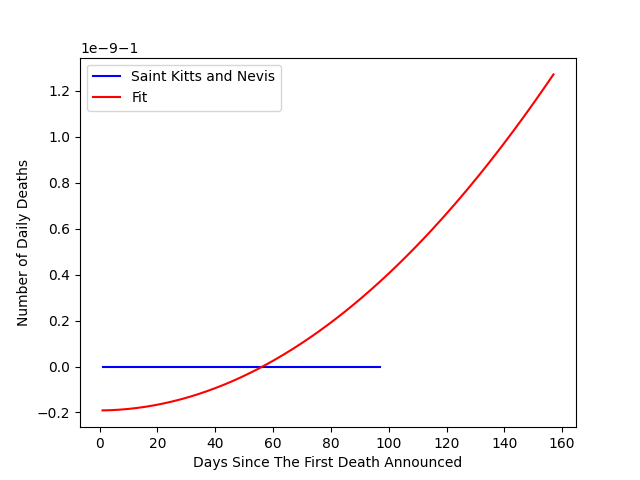 1e−9−1
Saint Kitts and Nevis
Fit
Number of Daily Deaths
1.2
1.0
0.8
0.6
0.4
0.2
0.0
−0.2
0 20 40 60 80 100 120 140 160
Days Since The First Death Announced